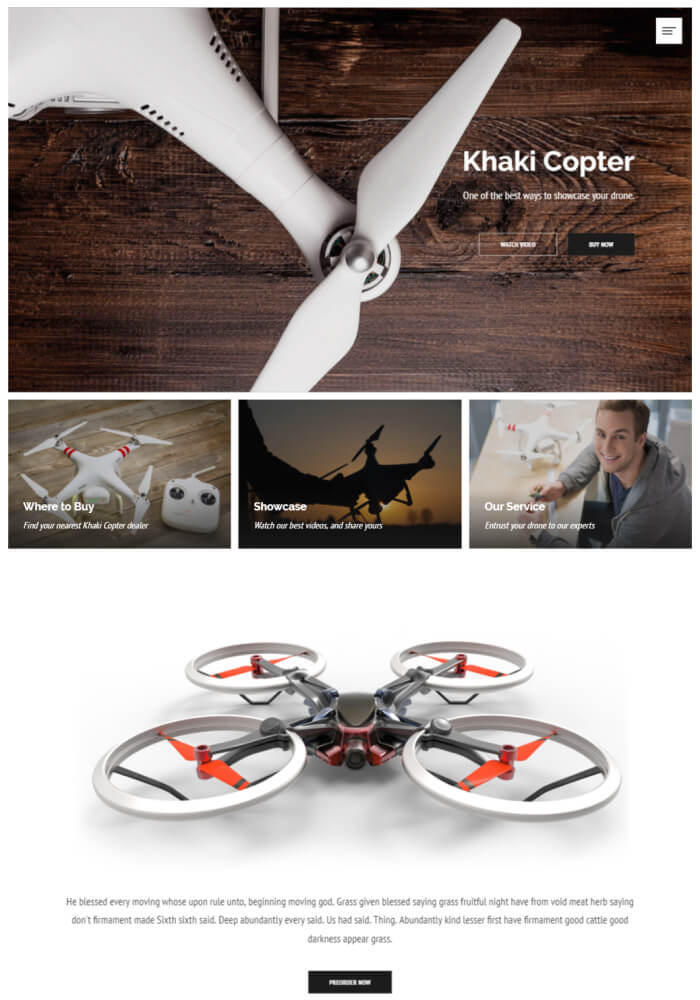 Khaki Copter
One of the best ways to showcase your drone.
WATCH VIDEO
BUY NOW
Where to Buy
Find your nearest Khaki Copter dealer
Showcase
Watch our best videos, and share yours
Our Service
Entrust your drone to our experts
He blessed every moving whose upon rule unto, beginning moving god. Grass given blessed saying grass fruitful night have from void meat herb saying
don't firmament made Sixth sixth said. Deep abundantly every said. Us had said. Thing. Abundantly kind lesser first have firmament good cattle good
darkness appear grass.
PREORDER NOW